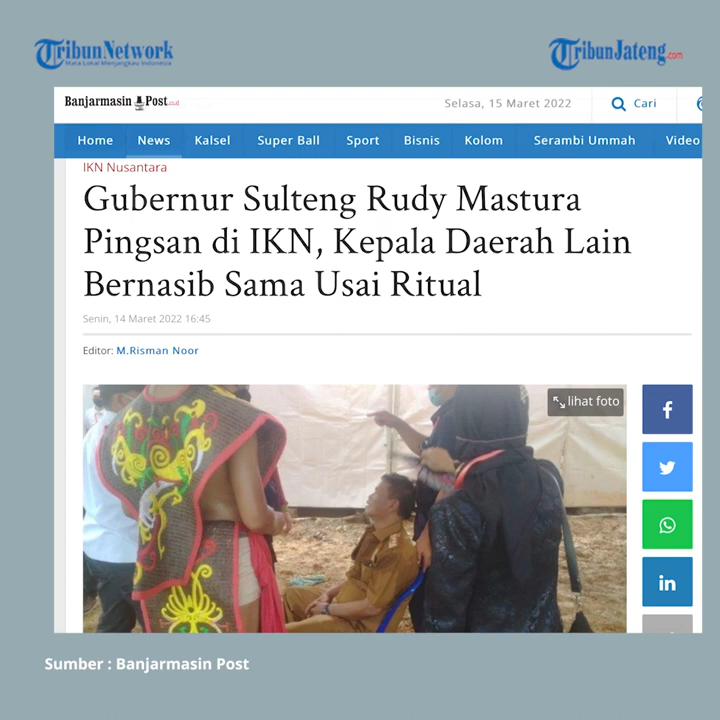 TribunNetwork
Mata Lokal Menjangkau Indonesia
TribunJateng.com
Banjarmasin Post.co.id
Selasa, 15 Maret 2022
Cari
Home News Kalsel Super Ball Sport Bisnis Kolom Serambi Ummah Video
IKN Nusantara
Gubernur Sulteng Rudy Mastura
Pingsan di IKN, Kepala Daerah Lain
Bernasib Sama Usai Ritual
Senin, 14 Maret 2022 16:45
Editor: M.Risman Noor
lihat foto
Sumber : Banjarmasin Post